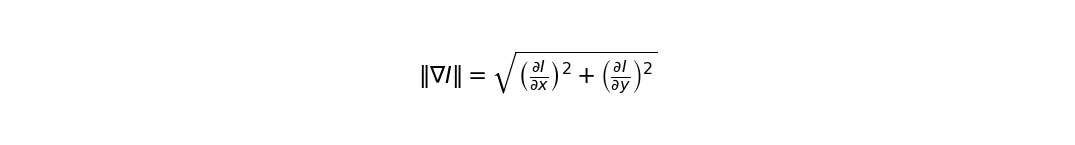 ‖∇I‖ = √((∂I/∂x)² + (∂I/∂y)²)